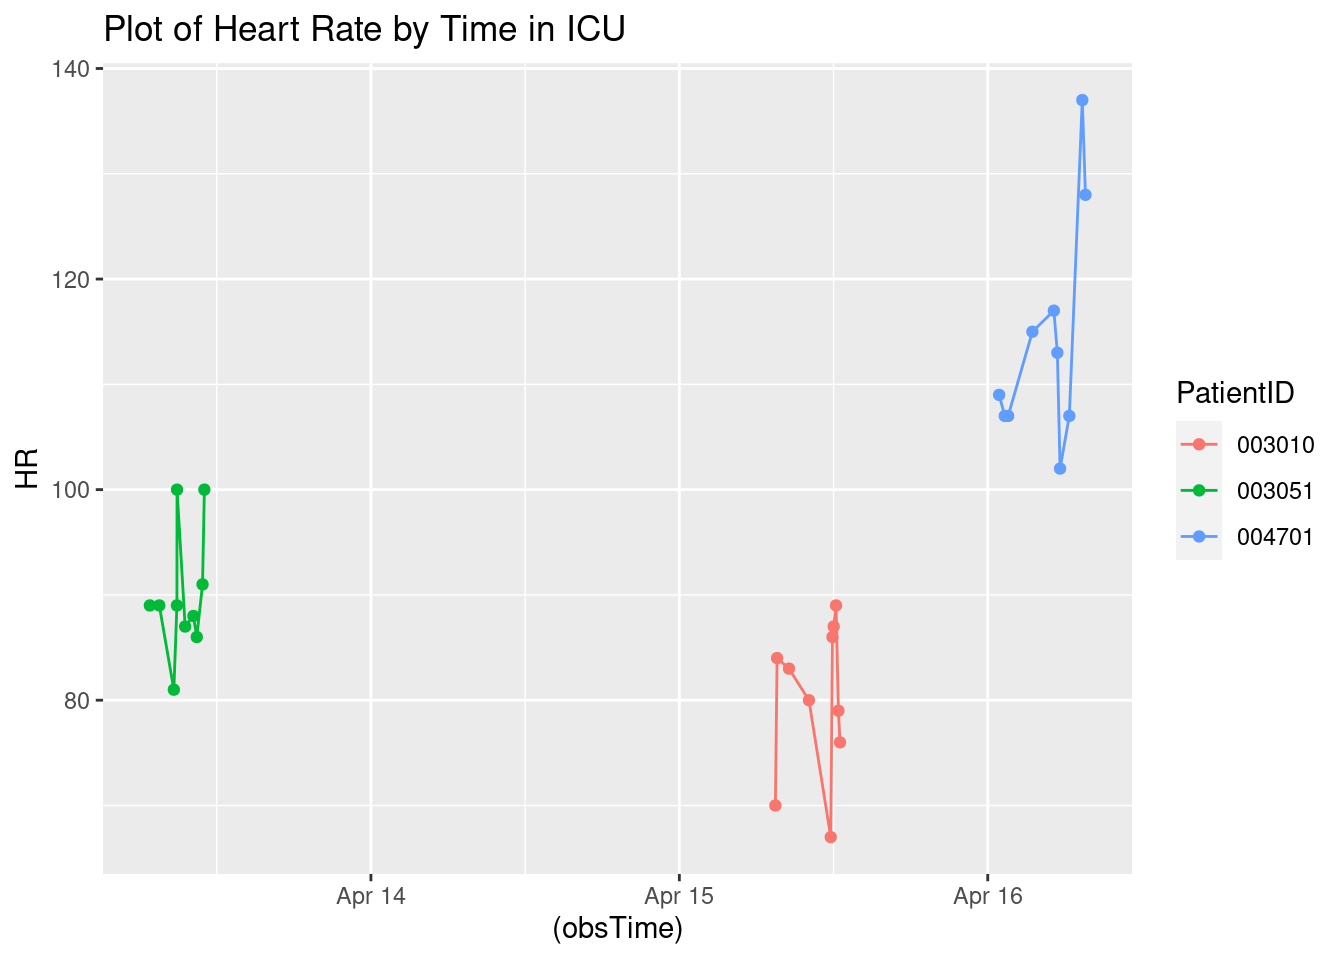 Plot of Heart Rate by Time in ICU
140
120
100
80
HR
Apr 14
Apr 15
Apr 16
(obsTime)
PatientID
003010
003051
004701